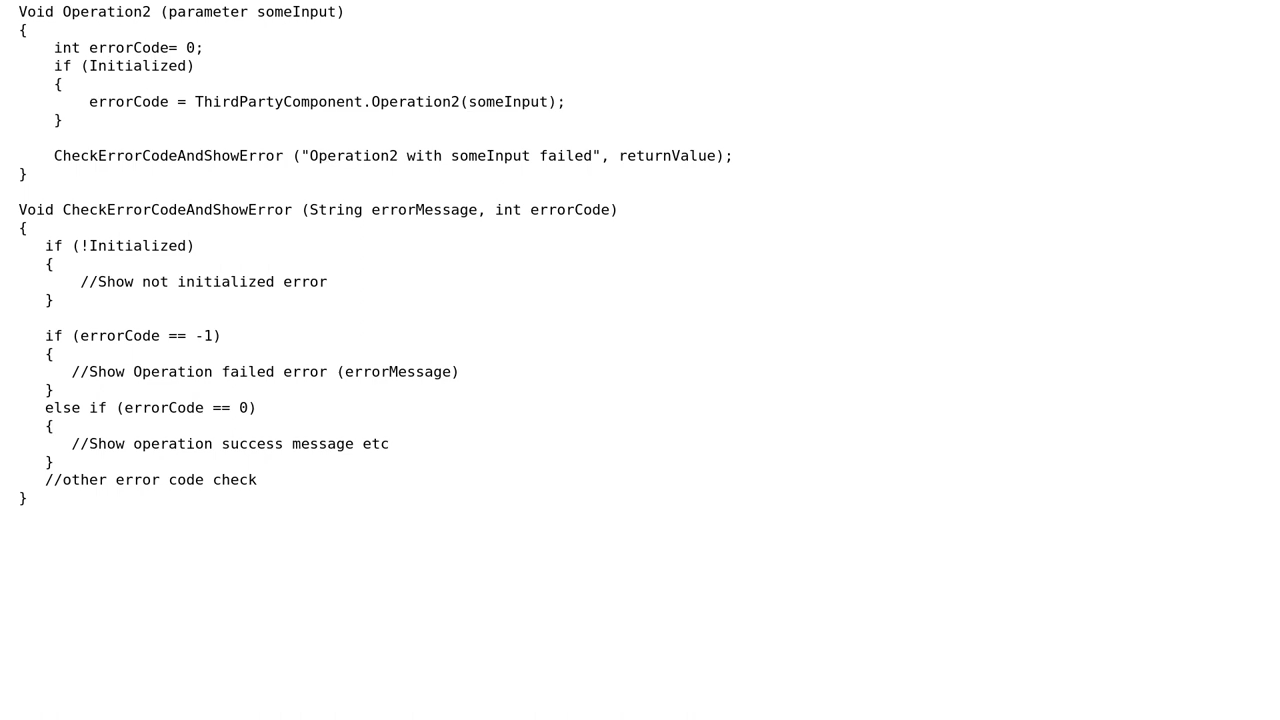 Void Operation2 (parameter someInput)
{
    int errorCode= 0;
    if (Initialized)
    {
        errorCode = ThirdPartyComponent.Operation2(someInput);
    }

    CheckErrorCodeAndShowError ("Operation2 with someInput failed", returnValue);
}

Void CheckErrorCodeAndShowError (String errorMessage, int errorCode)
{
   if (!Initialized)
   {
       //Show not initialized error
   }

   if (errorCode == -1)
   {
      //Show Operation failed error (errorMessage)
   }
   else if (errorCode == 0)
   {
      //Show operation success message etc
   }
   //other error code check
}